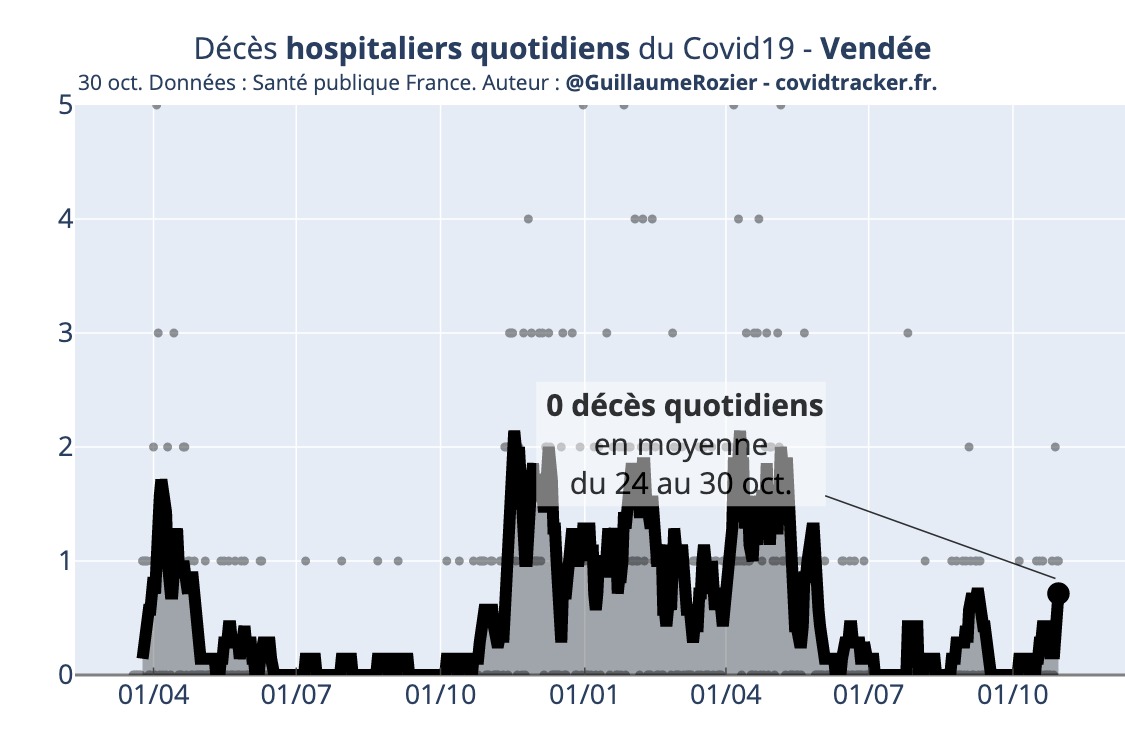 Décès hospitaliers quotidiens du Covid19 - Vendée
30 oct. Données : Santé publique France. Auteur : @GuillaumeRozier - covidtracker.fr.
5
4
3
2
1
0
0 décès quotidiens
en moyenne
du 24 au 30 oct.
01/04 01/07 01/10 01/01 01/04 01/07 01/10